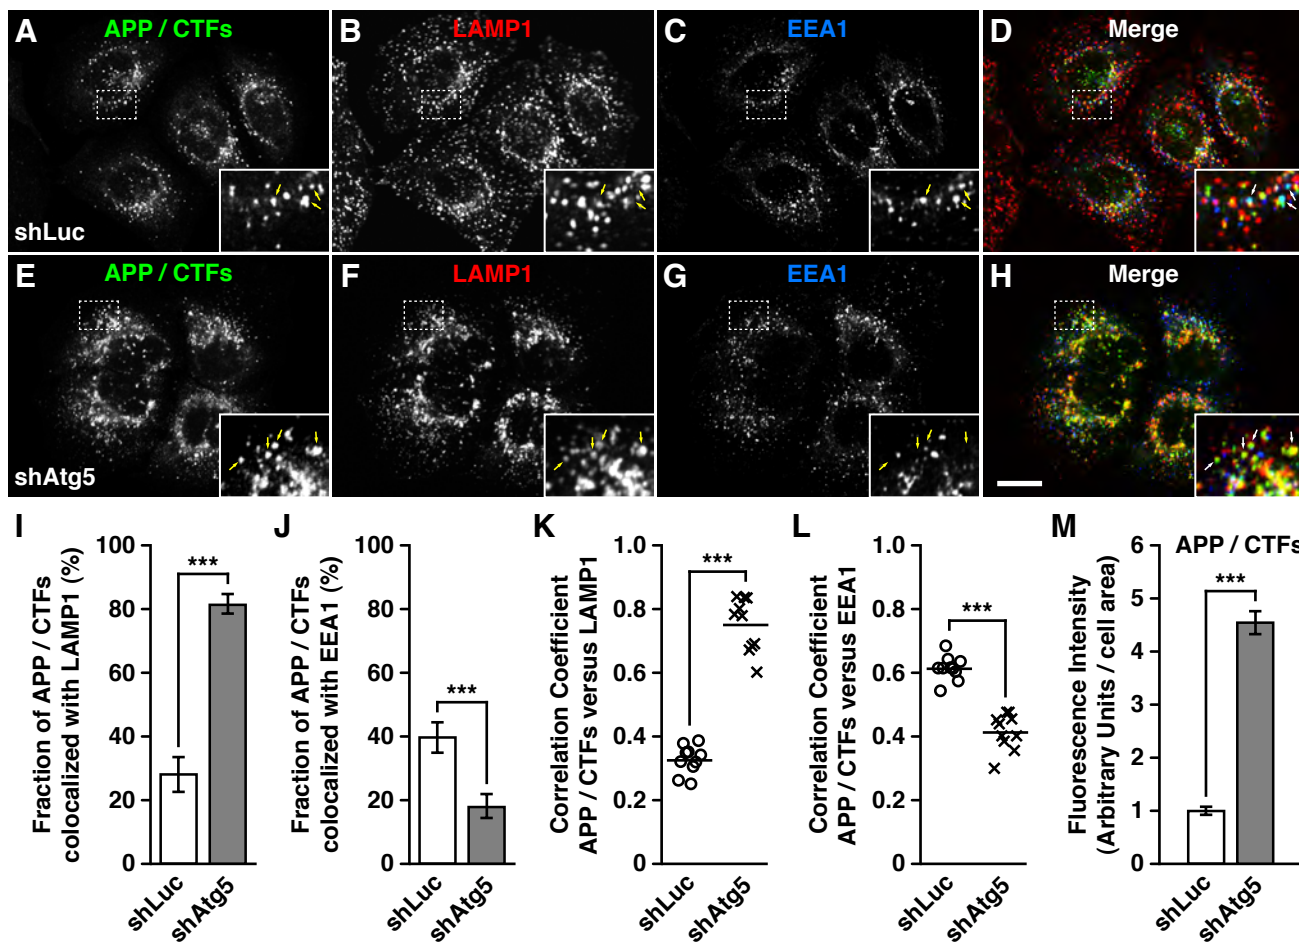 A APP / CTFs
B LAMP1
C EEA1
D Merge
shLuc
E APP / CTFs
F LAMP1
G EEA1
H Merge
shAtg5
I
Fraction of APP / CTFs
colocalized with LAMP1 (%)
100
80
60
40
20
0
***
shLuc
shAtg5
J
Fraction of APP / CTFs
colocalized with EEA1 (%)
100
80
60
40
20
0
***
shLuc
shAtg5
K
Correlation Coefficient
APP / CTFs versus LAMP1
1.0
0.8
0.6
0.4
0.2
0
***
shLuc
shAtg5
L
Correlation Coefficient
APP / CTFs versus EEA1
1.0
0.8
0.6
0.4
0.2
0
***
shLuc
shAtg5
M
APP / CTFs
Fluorescence Intensity
(Arbitrary Units / cell area)
6
5
4
3
2
1
0
***
shLuc
shAtg5